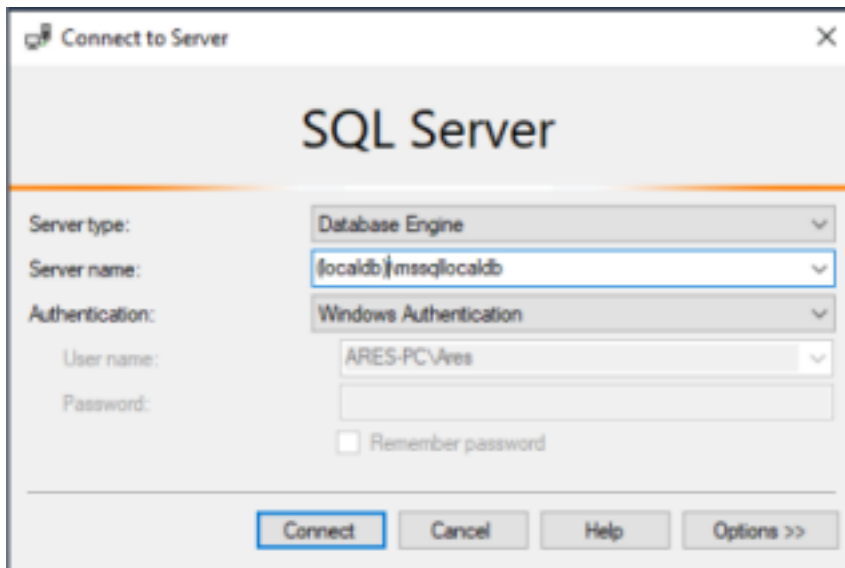 Connect to Server
SQL Server
Server type: Database Engine
Server name: (localdb)\mssqllocaldb
Authentication: Windows Authentication
User name: ARES-PC\Ares
Password:
Remember password
Connect Cancel Help Options >>